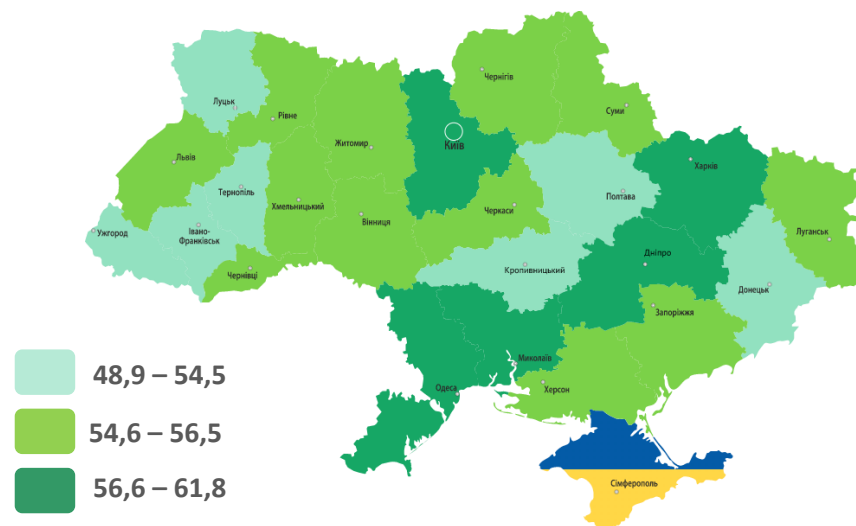 Чернігів
Луцьк
Суми
Рівне
Київ
Житомир
Львів
Харків
Тернопіль
Полтава
Хмельницький
Черкаси
Вінниця
Ужгород
Івано-
Франківськ
Луганськ
Дніпро
Чернівці
Кропивницький
Донецьк
Запоріжжя
Миколаїв
48,9 – 54,5
Одеса
Херсон
54,6 – 56,5
Сімферополь
56,6 – 61,8